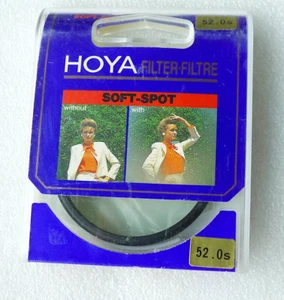 52.0s
HOYA FILTER·FILTRE
SOFT-SPOT
without with
52.0s